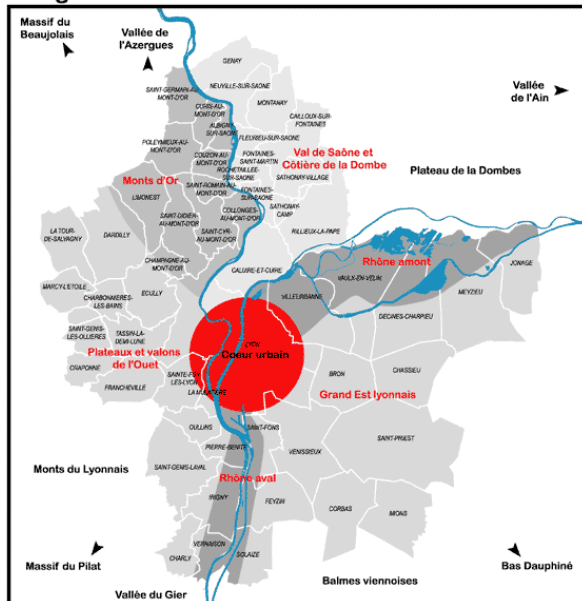 Massif du
Beaujolais
Vallée de
l'Azergues
Vallée
de l'Ain
GENAY
NEUVILLE-SUR-SAONE
SAINT-GERMAIN-AU-
MONT-D'OR
MONTANAY
CURIS-AU-
MONT-D'OR
CAILLOUX-SUR-
FONTAINES
ALBIGNY-
SUR-SAONE
FLEURIEU-SUR-SAONE
POLEYMIEUX-AU-
MONT-D'OR
COUZON-AU-
MONT-D'OR
FONTAINES-
SAINT-MARTIN
Val de Saône et
Côtière de la Dombe
ROCHETAILLEE-
SUR-SAONE
SATHONAY-VILLAGE
Plateau de la Dombes
Monts d'Or
SAINT-ROMAIN-AU-
MONT-D'OR
FONTAINES-
SUR-SAONE
LIMONEST
COLLONGES-
AU-MONT-D'OR
SATHONAY-
CAMP
SAINT-DIDIER-
AU-MONT-D'OR
LA TOUR-
DE-SALVAGNY
DARDILLY
SAINT-CYR-
AU-MONT-D'OR
RILLIEUX-LA-PAPE
CHAMPAGNE-AU-
MONT-D'OR
CALUIRE-ET-CUIRE
Rhône amont
JONAGE
VAULX-EN-VELIN
MEYZIEU
MARCY-L'ETOILE
ECULLY
CHARBONNIERES-
LES-BAINS
VILLEURBANNE
DECINES-CHARPIEU
SAINT-GENIS-
LES-OLLIERES
TASSIN-LA-
DEMI-LUNE
LYON
Coeur urbain
Plateaux et valons
de l'Ouet
CRAPONNE
SAINTE-FOY
LES-LYON
BRON
CHASSIEU
FRANCHEVILLE
LA MULATIERE
Grand Est lyonnais
OULLINS
SAINT-FONS
SAINT-PRIEST
PIERRE-BENITE
VENISSIEUX
Monts du Lyonnais
SAINT-GENIS-LAVAL
Rhône aval
IRIGNY
FEYZIN
CORBAS
MIONS
VERNAISON
CHARLY
SOLAIZE
Massif du Pilat
Bas Dauphiné
Balmes viennoises
Vallée du Gier